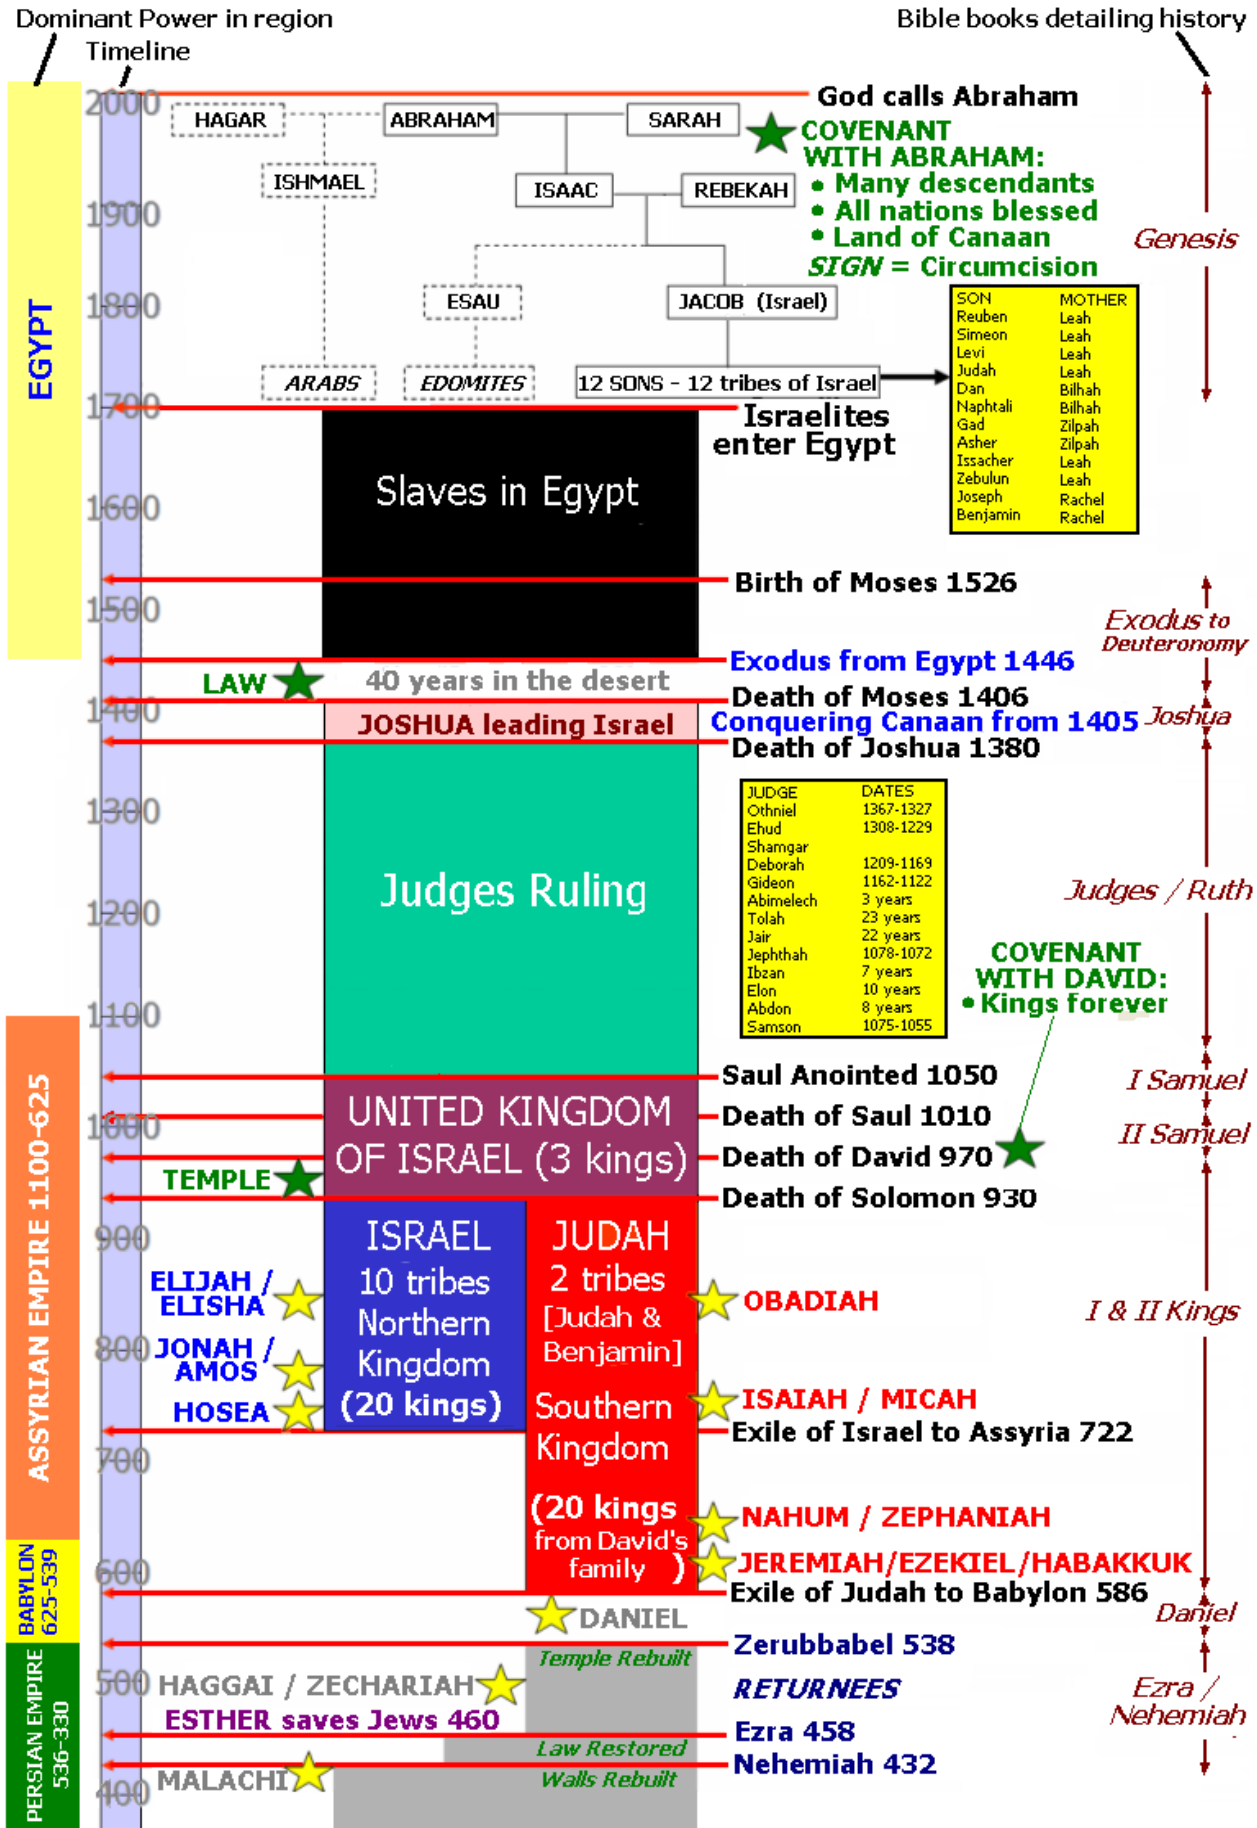 Dominant Power in region
Bible books detailing history
Timeline
2000
God calls Abraham
HAGAR
ABRAHAM
SARAH
COVENANT
WITH ABRAHAM:
• Many descendants
• All nations blessed
• Land of Canaan
SIGN = Circumcision
ISHMAEL
ISAAC
REBEKAH
1900
Genesis
EGYPT
1800
ESAU
JACOB (Israel)
ARABS
EDOMITES
12 SONS - 12 tribes of Israel
SON MOTHER
Reuben Leah
Simeon Leah
Levi Leah
Judah Leah
Dan Bilhah
Naphtali Bilhah
Gad Zilpah
Asher Zilpah
Issacher Leah
Zebulun Leah
Joseph Rachel
Benjamin Rachel
1700
Israelites
enter Egypt
Slaves in Egypt
1600
Birth of Moses 1526
1500
Exodus to
Deuteronomy
Exodus from Egypt 1446
LAW
40 years in the desert
Death of Moses 1406
1400
JOSHUA leading Israel
Conquering Canaan from 1405
Joshua
Death of Joshua 1380
1300
JUDGE DATES
Othniel 1367-1327
Ehud 1308-1229
Shamgar
Deborah 1209-1169
Gideon 1162-1122
Abimelech 3 years
Tolah 23 years
Jair 22 years
Jephthah 1078-1072
Ibzan 7 years
Elon 10 years
Abdon 8 years
Samson 1075-1055
Judges Ruling
Judges / Ruth
1200
COVENANT
WITH DAVID:
• Kings forever
1100
ASSYRIAN EMPIRE 1100-625
Saul Anointed 1050
I Samuel
UNITED KINGDOM
OF ISRAEL (3 kings)
Death of Saul 1010
1000
II Samuel
Death of David 970
TEMPLE
Death of Solomon 930
900
ISRAEL
10 tribes
Northern
Kingdom
(20 kings)
JUDAH
2 tribes
[Judah &
Benjamin]
Southern
Kingdom
(20 kings
from David's
family )
ELIJAH /
ELISHA
OBADIAH
I & II Kings
800
JONAH /
AMOS
HOSEA
ISAIAH / MICAH
Exile of Israel to Assyria 722
700
NAHUM / ZEPHANIAH
JEREMIAH/EZEKIEL/HABAKKUK
BABYLON
625-539
600
Exile of Judah to Babylon 586
DANIEL
Daniel
PERSIAN EMPIRE
536-330
Zerubbabel 538
Temple Rebuilt
500
HAGGAI / ZECHARIAH
RETURNEES
Ezra /
Nehemiah
ESTHER saves Jews 460
Ezra 458
Law Restored
Nehemiah 432
MALACHI
Walls Rebuilt
400